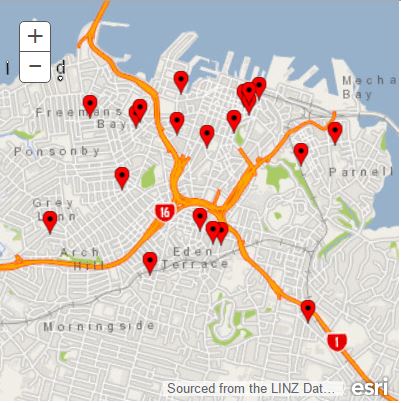 +
−
d
Mecha
Bay
Freemans
Bay
Ponsonby
Parnell
Grey
Lynn
16
Arch
Hill
Eden
Terrace
Morningside
1
Sourced from the LINZ Dat...
esri